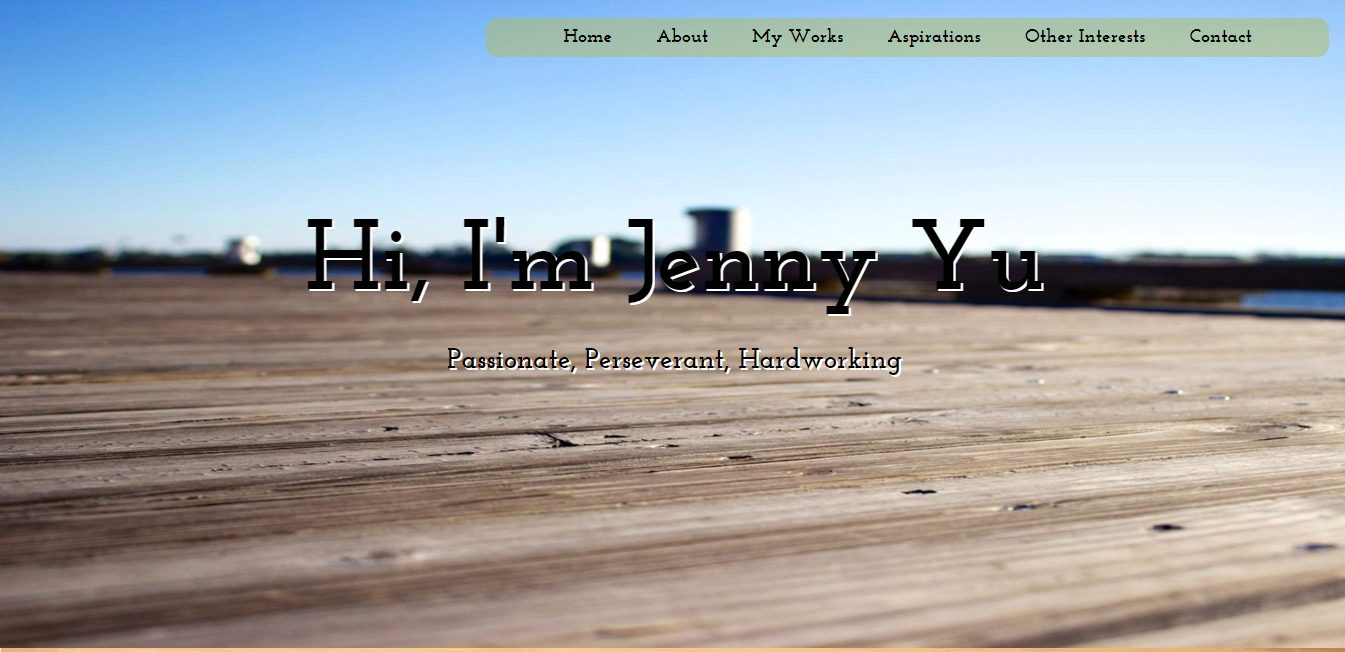 Home About My Works Aspirations Other Interests Contact
Hi, I'm Jenny Yu
Passionate, Perseverant, Hardworking